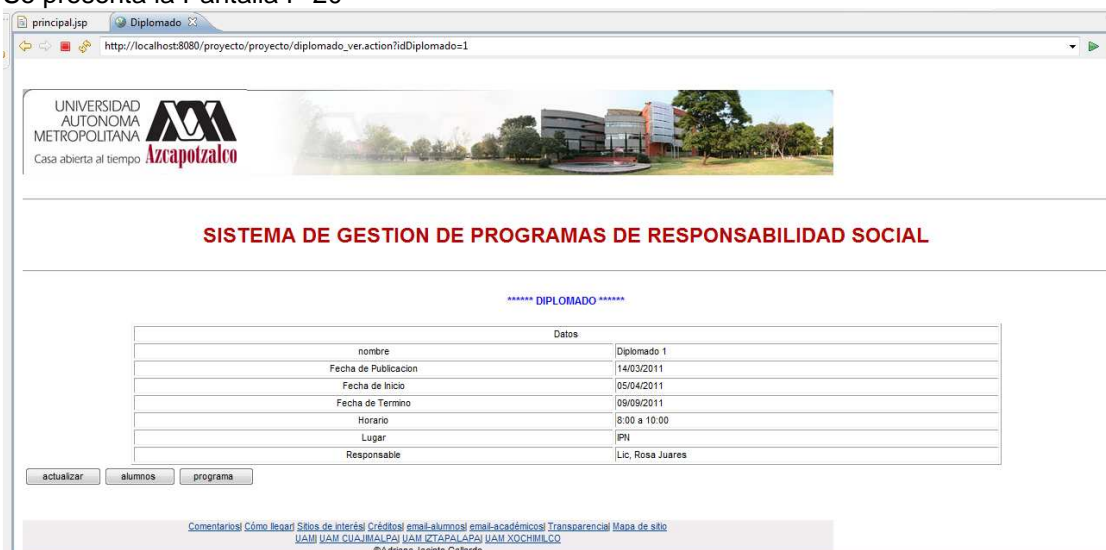 principal.jsp Diplomado
http://localhost:8080/proyecto/proyecto/diplomado_ver.action?idDiplomado=1
UNIVERSIDAD
AUTONOMA
METROPOLITANA
Casa abierta al tiempo Azcapotzalco
SISTEMA DE GESTION DE PROGRAMAS DE RESPONSABILIDAD SOCIAL
****** DIPLOMADO ******
Datos
nombre Diplomado 1
Fecha de Publicacion 14/03/2011
Fecha de Inicio 05/04/2011
Fecha de Termino 09/09/2011
Horario 8:00 a 10:00
Lugar IPN
Responsable Lic, Rosa Juares
actualizar alumnos programa
Comentarios| Cómo llegar| Sitios de interés| Créditos| email-alumnos| email-académicos| Transparencia| Mapa de sitio
UAM| UAM CUAJIMALPA| UAM IZTAPALAPA| UAM XOCHIMILCO